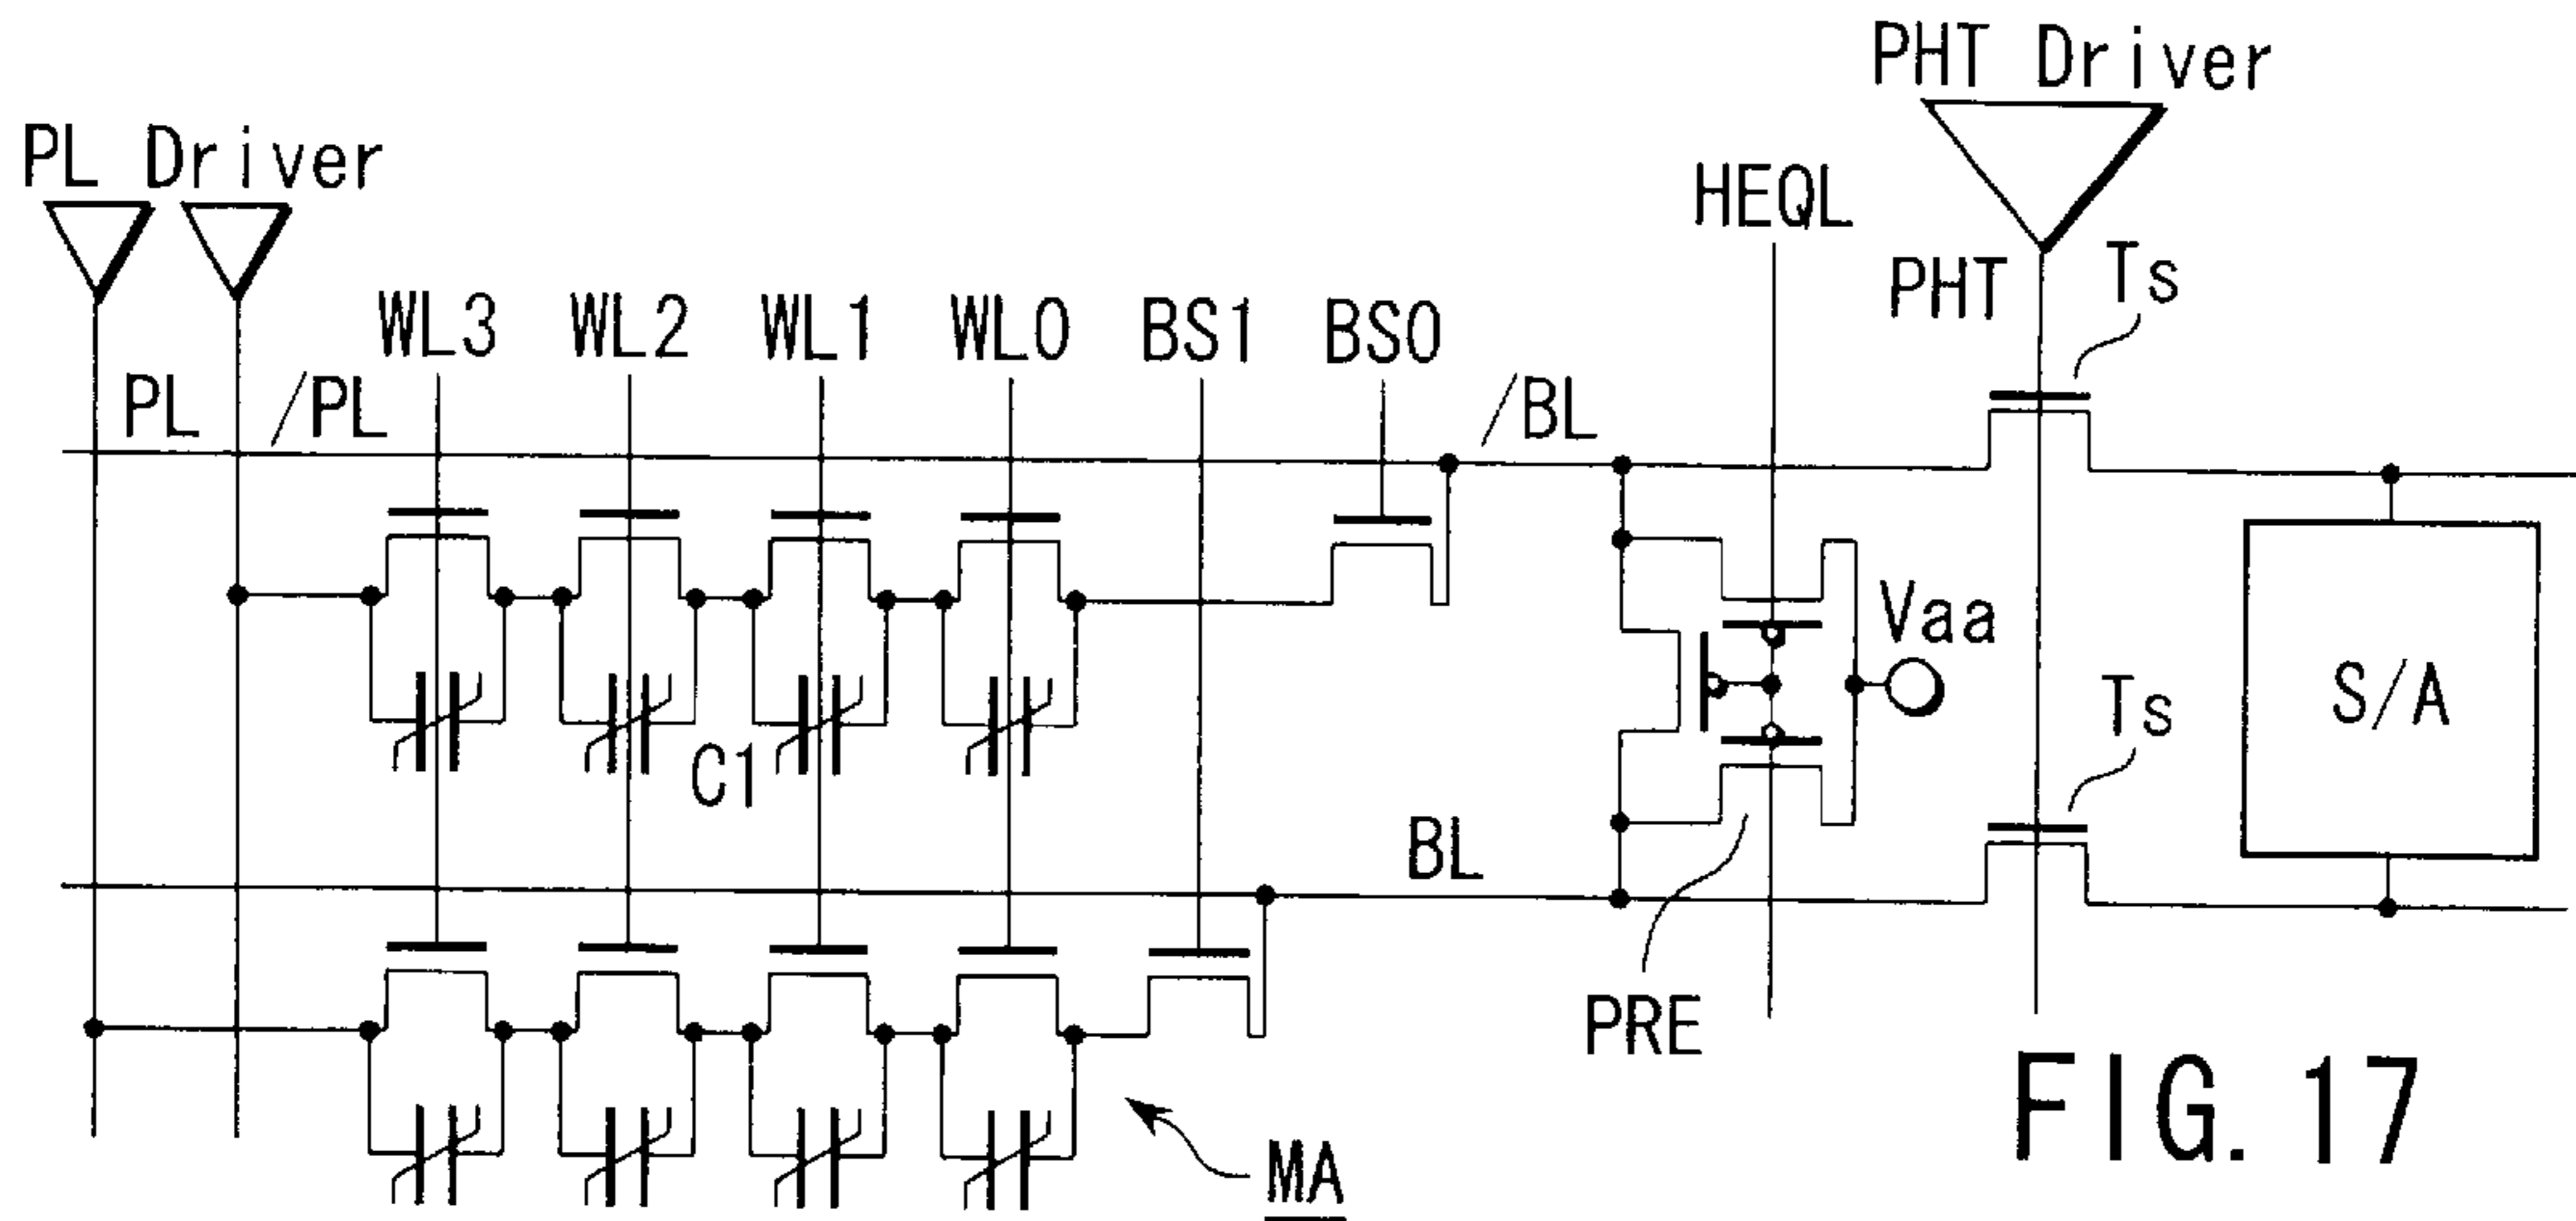 PHT Driver
PL Driver
HEQL
PHT
Ts
WL3 WL2 WL1 WL0 BS1 BS0
PL /PL
/BL
Vaa
Ts
S/A
C1
BL
PRE
MA
FIG. 17